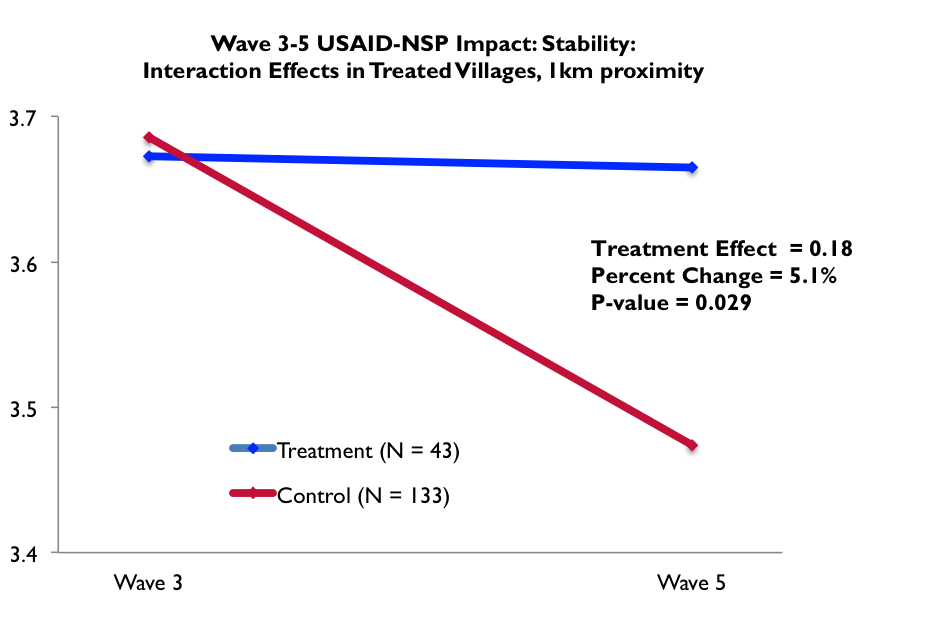 Wave 3-5 USAID-NSP Impact: Stability:
Interaction Effects in Treated Villages, 1km proximity
3.7
3.6
Treatment Effect = 0.18
Percent Change = 5.1%
P-value = 0.029
3.5
Treatment (N = 43)
Control (N = 133)
3.4
Wave 3
Wave 5